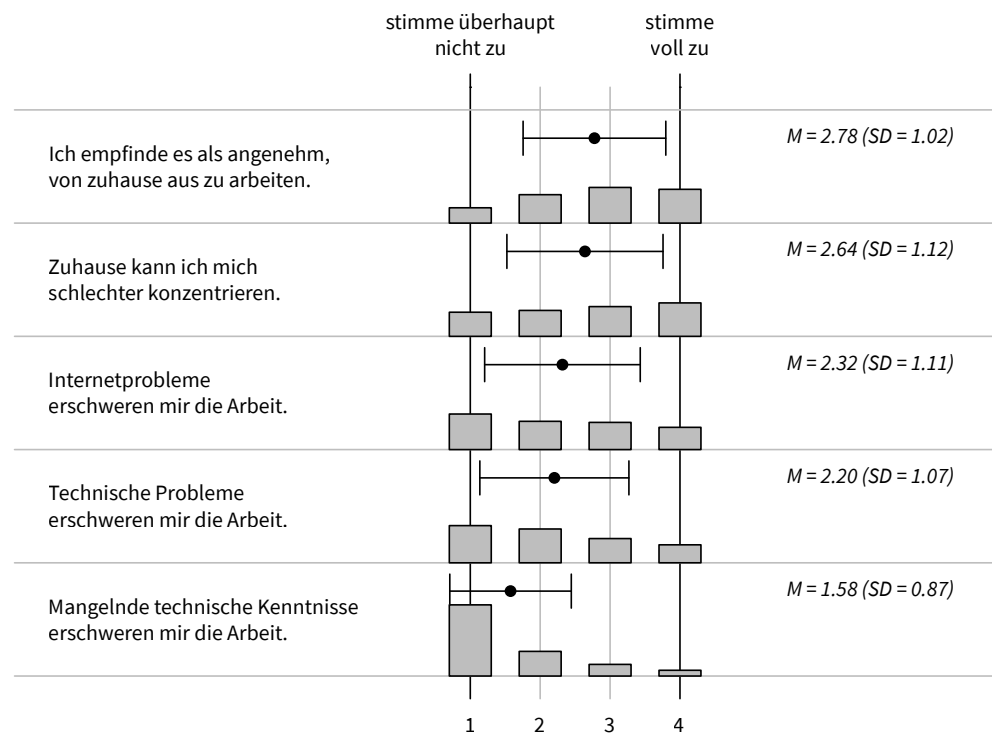 stimme überhaupt
nicht zu
stimme
voll zu
Ich empfinde es als angenehm,
von zuhause aus zu arbeiten.
M = 2.78 (SD = 1.02)
Zuhause kann ich mich
schlechter konzentrieren.
M = 2.64 (SD = 1.12)
Internetprobleme
erschweren mir die Arbeit.
M = 2.32 (SD = 1.11)
Technische Probleme
erschweren mir die Arbeit.
M = 2.20 (SD = 1.07)
Mangelnde technische Kenntnisse
erschweren mir die Arbeit.
M = 1.58 (SD = 0.87)
1 2 3 4